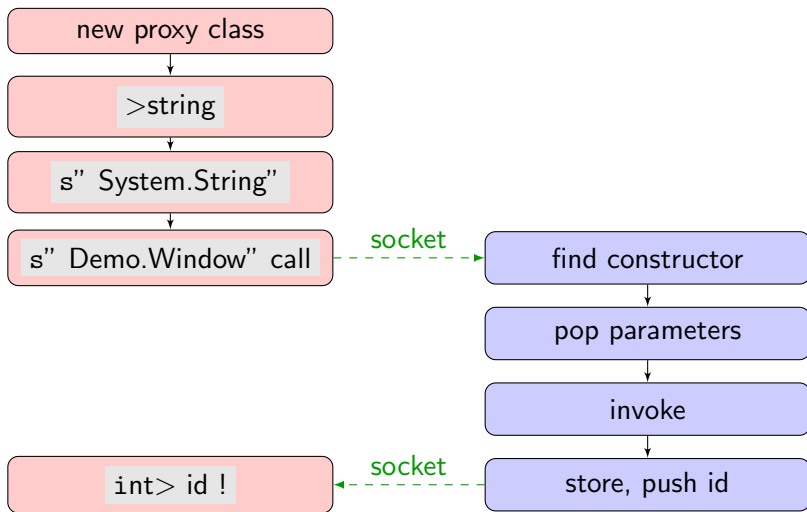 new proxy class
>string
s” System.String”
s” Demo.Window” call
socket
find constructor
pop parameters
invoke
store, push id
socket
int> id !